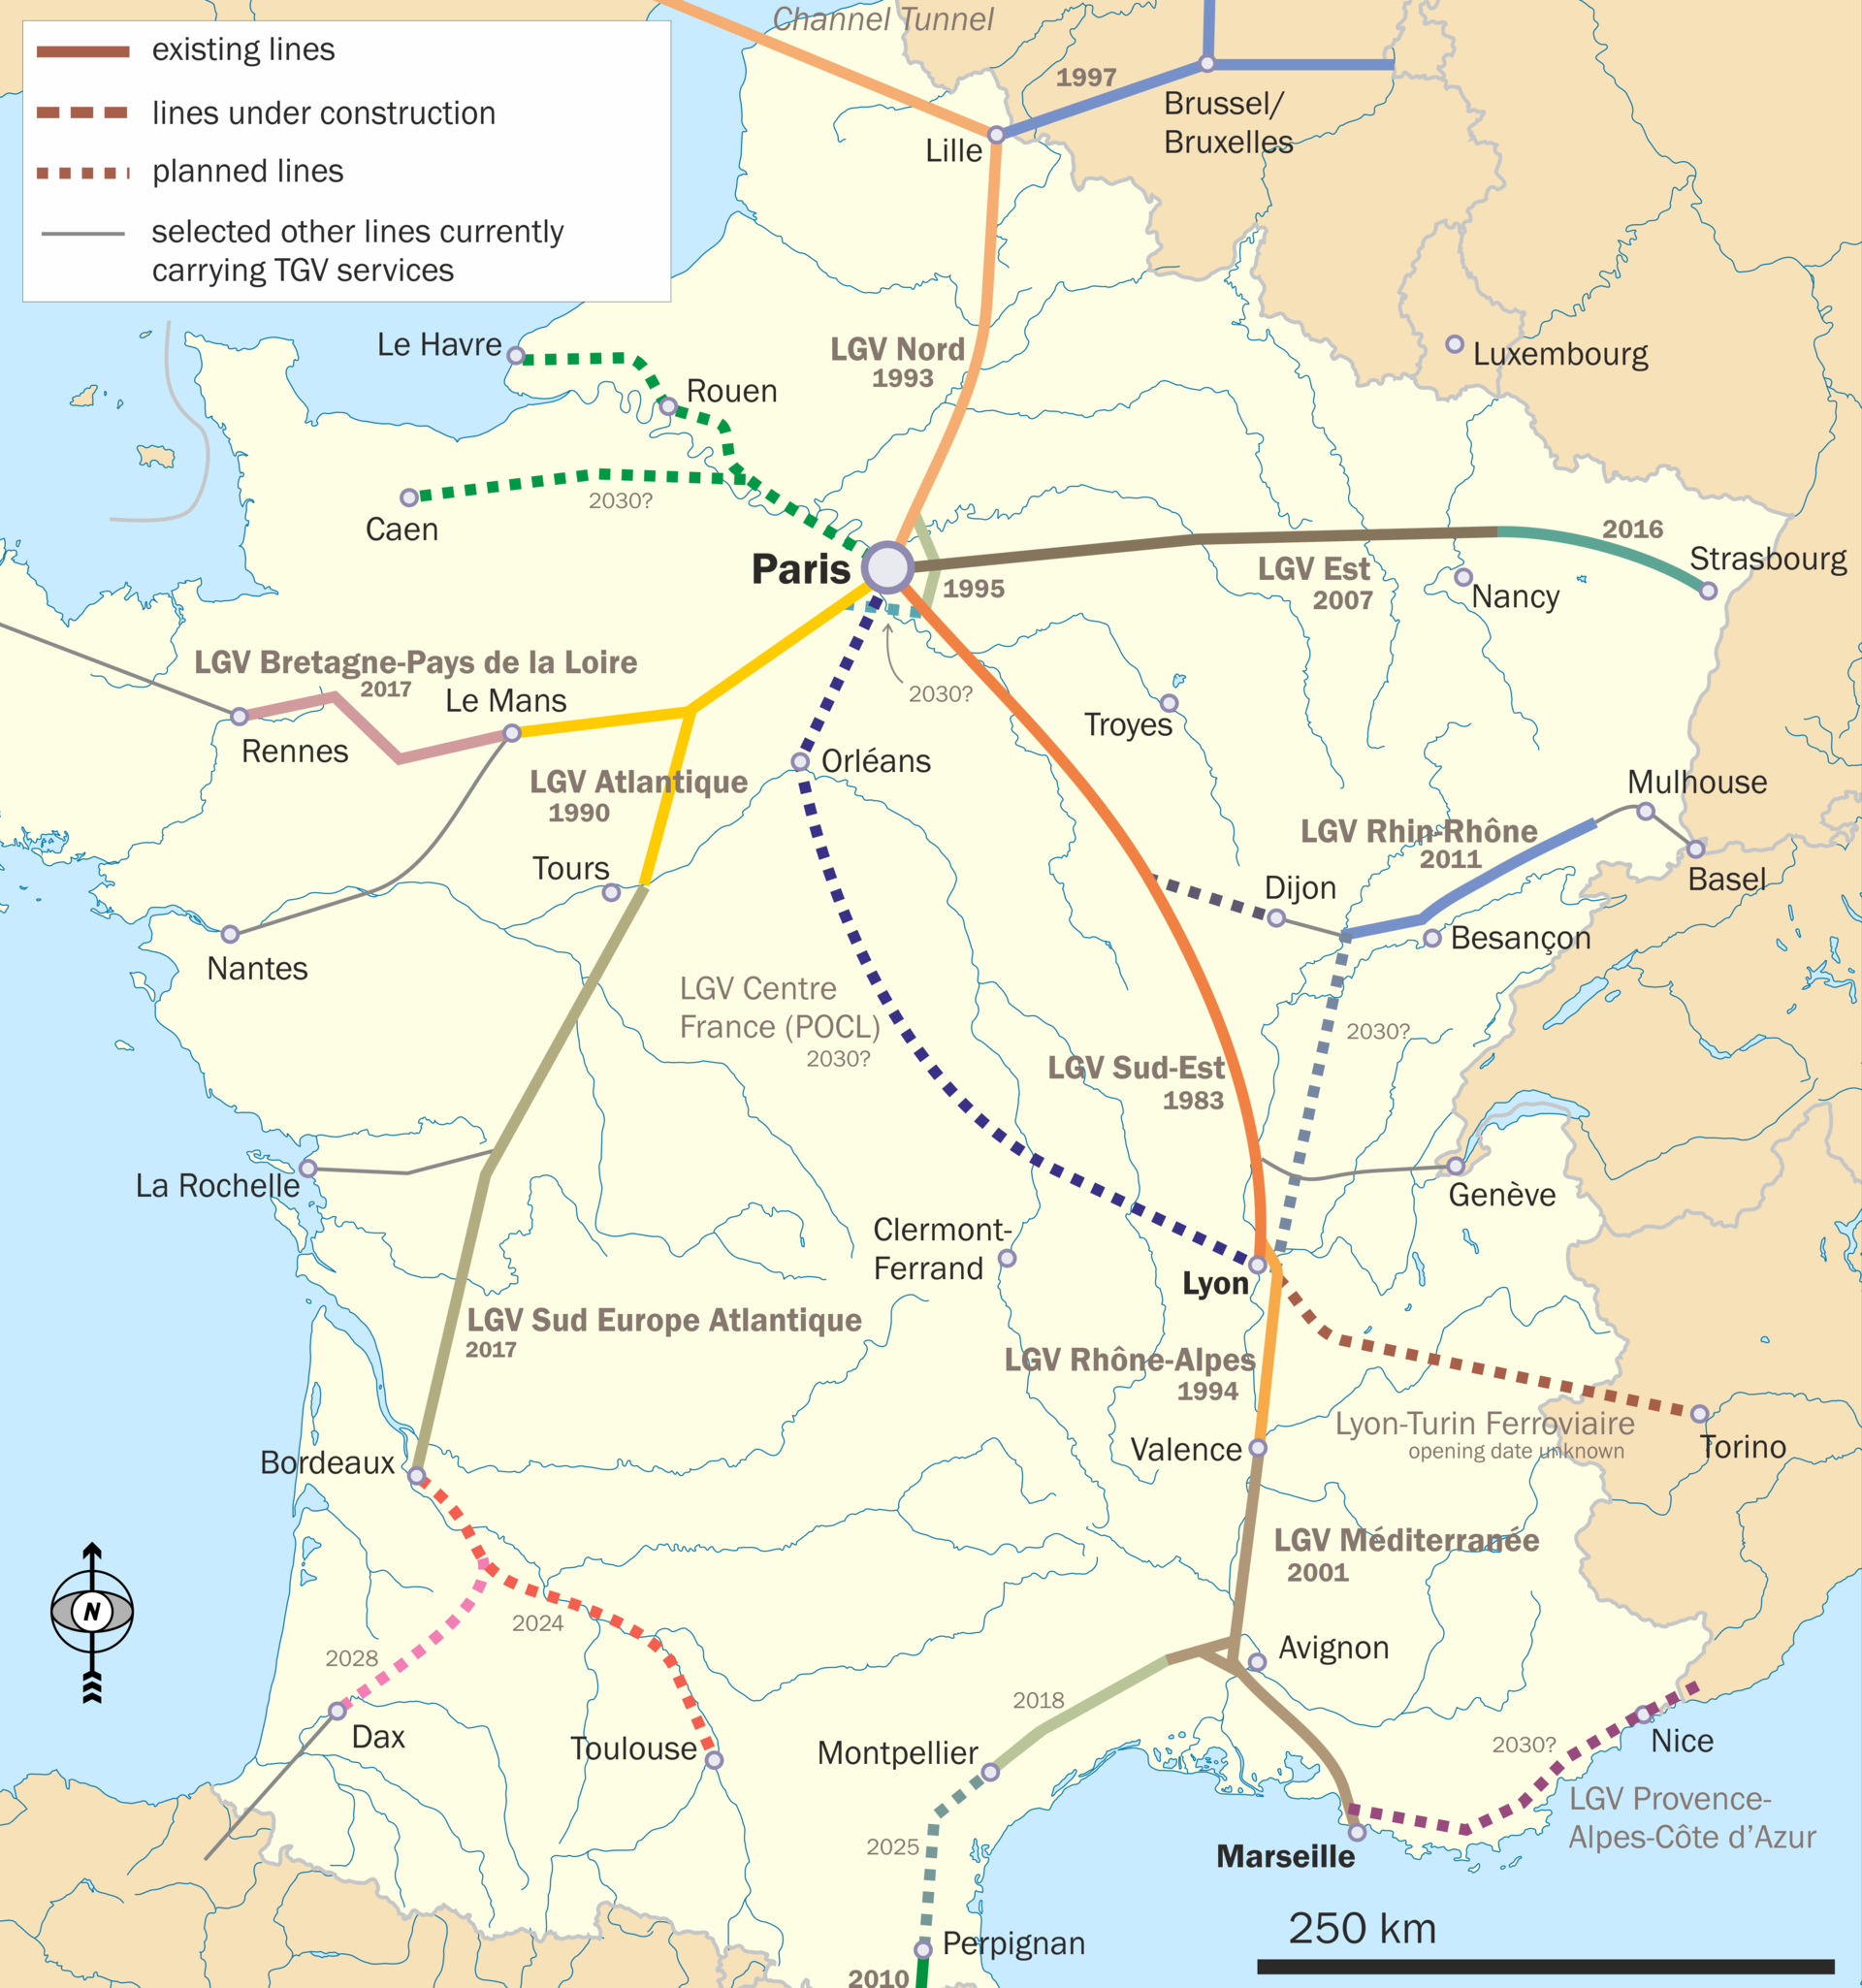 existing lines
lines under construction
planned lines
selected other lines currently
carrying TGV services
Channel Tunnel
1997
Brussel/
Bruxelles
Lille
Le Havre
LGV Nord
1993
Luxembourg
Rouen
2030?
Caen
Paris
1995
LGV Est
2007
2016
Strasbourg
Nancy
LGV Bretagne-Pays de la Loire
2017
Le Mans
2030?
Rennes
Troyes
Orléans
LGV Atlantique
1990
Mulhouse
LGV Rhin-Rhône
2011
Tours
Dijon
Basel
Besançon
Nantes
LGV Centre
France (POCL)
2030?
2030?
LGV Sud-Est
1983
La Rochelle
Genève
Clermont-
Ferrand
Lyon
LGV Sud Europe Atlantique
2017
LGV Rhône-Alpes
1994
Lyon-Turin Ferroviaire
opening date unknown
Torino
Valence
Bordeaux
LGV Méditerranée
2001
N
2024
2028
Avignon
2018
Dax
Toulouse
Montpellier
2030?
Nice
LGV Provence-
Alpes-Côte d'Azur
2025
Marseille
250 km
Perpignan
2010